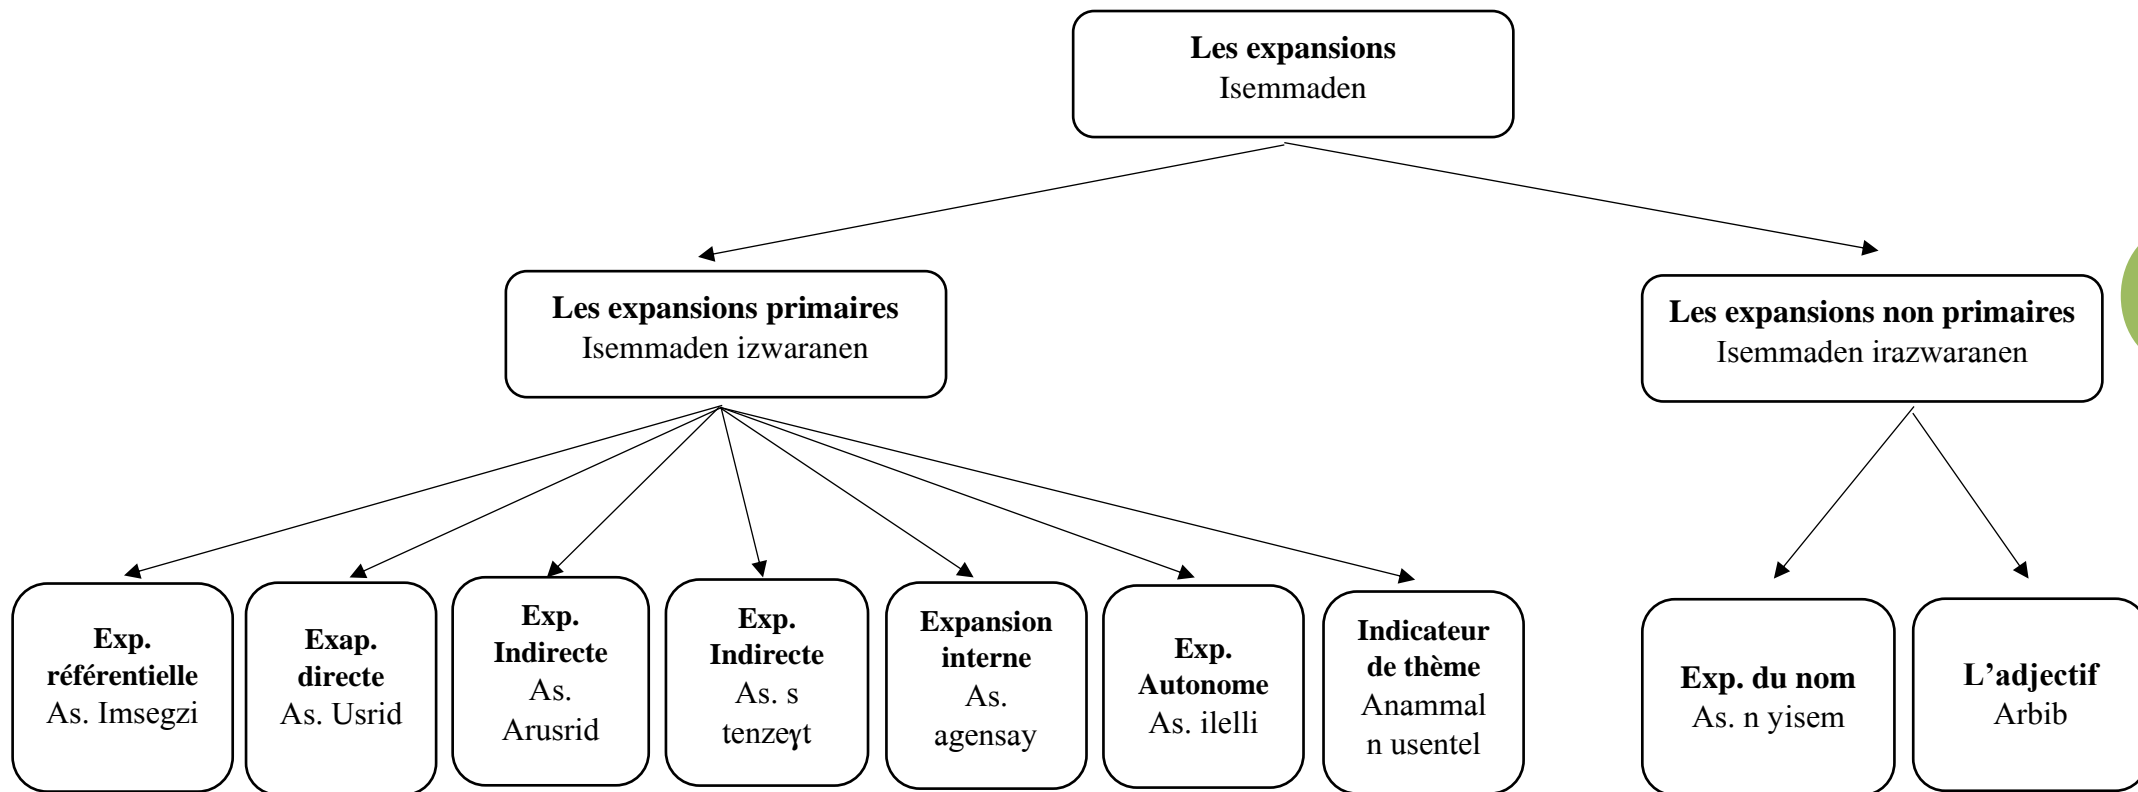 Les expansions
Isemmaden
Les expansions primaires
Isemmaden izwaranen
Les expansions non primaires
Isemmaden irazwaranen
Exp.
référentielle
As. Imsegzi
Exap.
directe
As. Usrid
Exp.
Indirecte
As.
Arusrid
Exp.
Indirecte
As. s
tenzeγt
Expansion
interne
As.
agensay
Exp.
Autonome
As. ilelli
Indicateur
de thème
Anammal
n usentel
Exp. du nom
As. n yisem
L’adjectif
Arbib